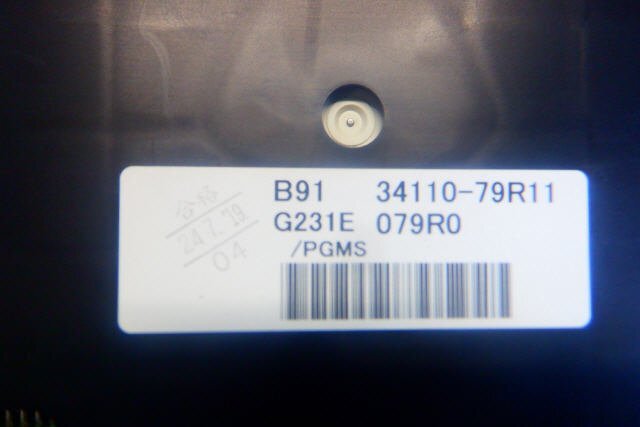 B91 34110-79R11
G231E 079R0
/PGMS
合格
24.7.19
04